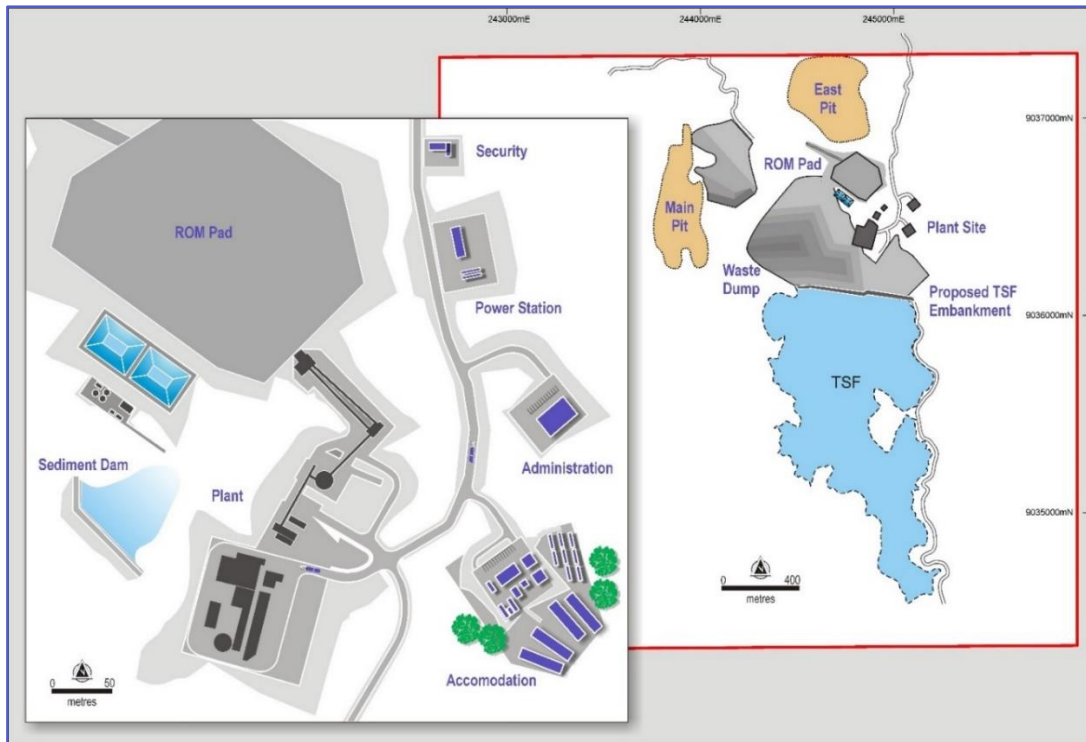 243000mE
244000mE
245000mE
East
Pit
9037000mN
Security
ROM Pad
Main
Pit
Plant Site
ROM Pad
Waste
Dump
Proposed TSF
Embankment
Power Station
9036000mN
TSF
Sediment Dam
Plant
Administration
9035000mN
0 400
metres
Accomodation
0 50
metres